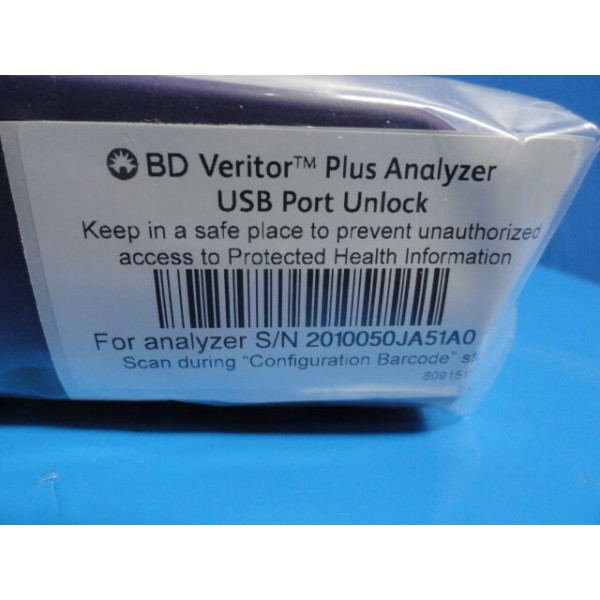 BD Veritor™ Plus Analyzer
USB Port Unlock
Keep in a safe place to prevent unauthorized
access to Protected Health Information
For analyzer S/N 2010050JA51A0
Scan during "Configuration Barcode"